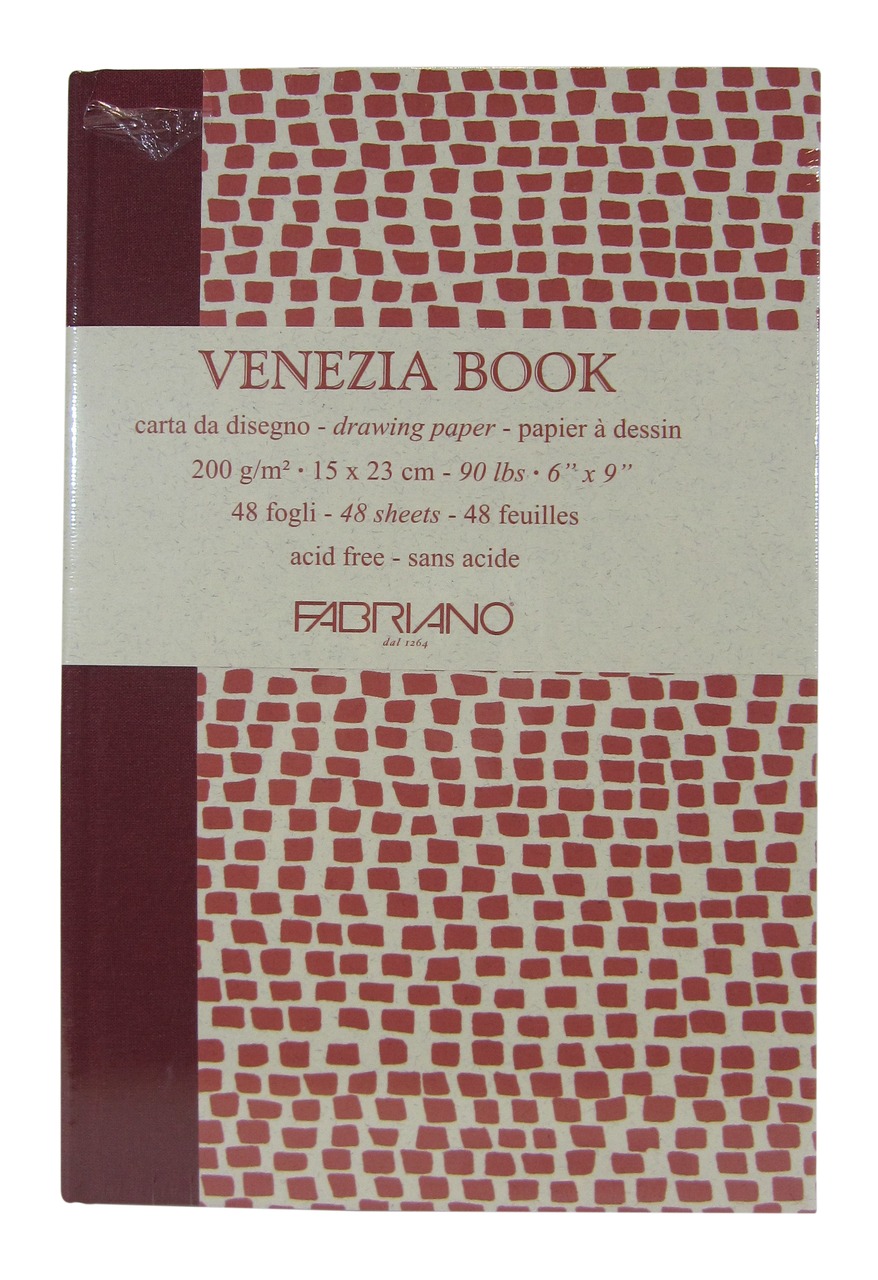 VENEZIA BOOK
carta da disegno - drawing paper - papier à dessin
200 g/m² · 15 x 23 cm - 90 lbs · 6” x 9”
48 fogli - 48 sheets - 48 feuilles
acid free - sans acide
FABRIANO®
dal 1264